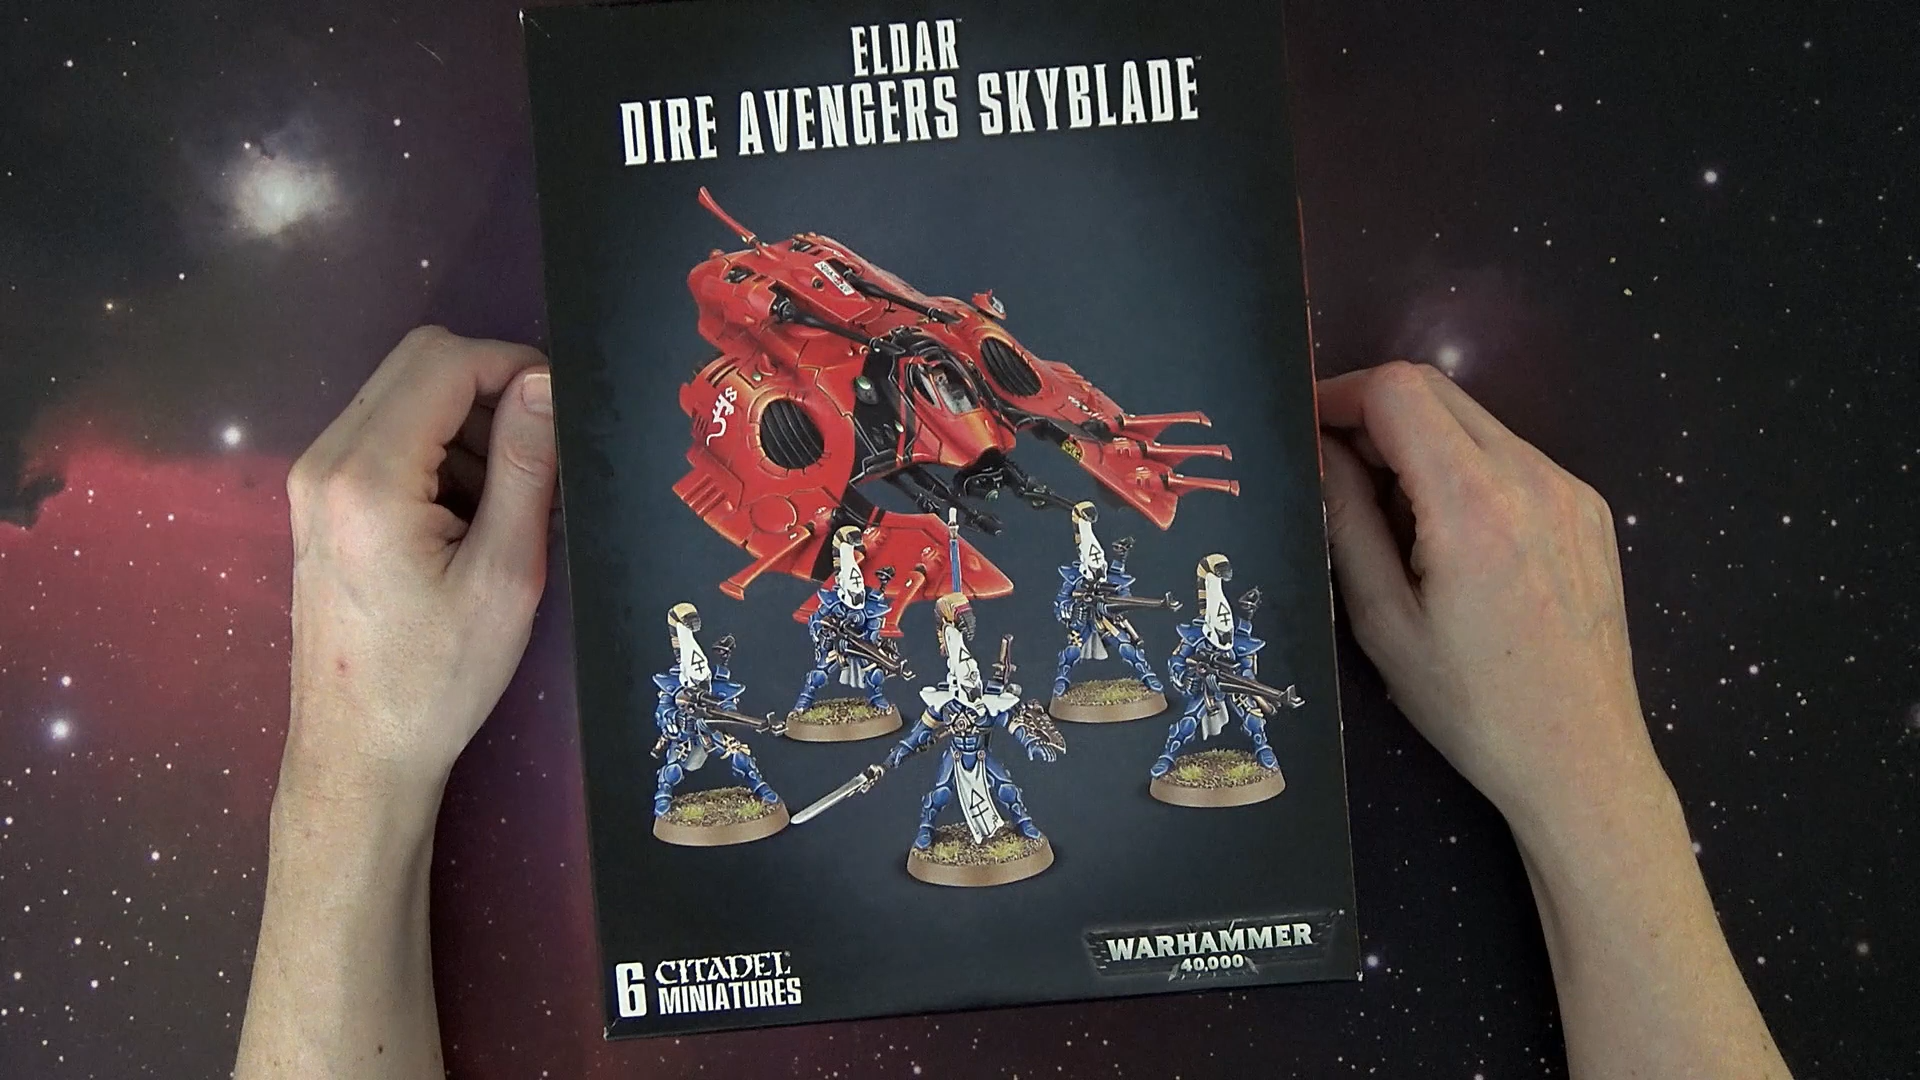 ELDAR
DIRE AVENGERS SKYBLADE
6 CITADEL
MINIATURES
WARHAMMER
40,000